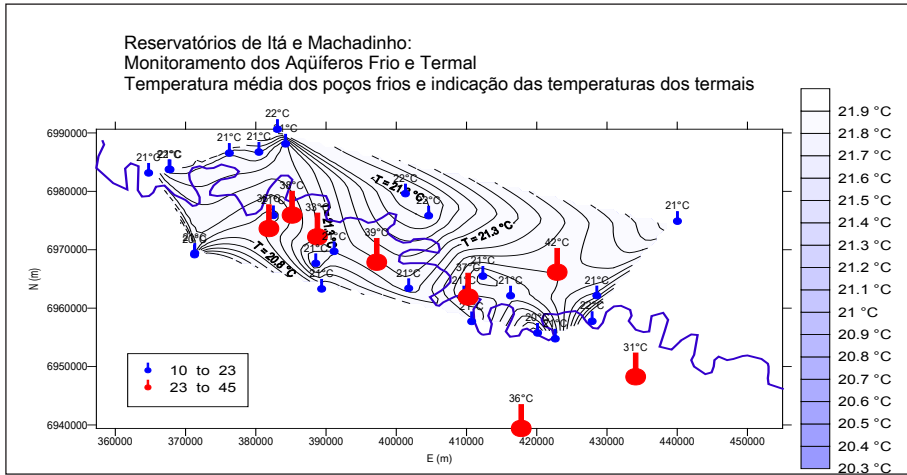 Reservatórios de Itá e Machadinho:
Monitoramento dos Aqüíferos Frio e Termal
Temperatura média dos poços frios e indicação das temperaturas dos termais
22°C
21°C
21°C
21°C
21°C
22°C
22°C
21°C
33°C
39°C
42°C
37°C
21°C
21°C
21°C
21°C
21°C
21°C
21°C
22°C
31°C
36°C
T = 20.8 °C
T = 21.3 °C
6990000
6980000
6970000
6960000
6950000
6940000
N (m)
360000
370000
380000
390000
400000
410000
420000
430000
440000
450000
E (m)
10 to 23
23 to 45
21.9 °C
21.8 °C
21.7 °C
21.6 °C
21.5 °C
21.4 °C
21.3 °C
21.2 °C
21.1 °C
21 °C
20.9 °C
20.8 °C
20.7 °C
20.6 °C
20.5 °C
20.4 °C
20.3 °C